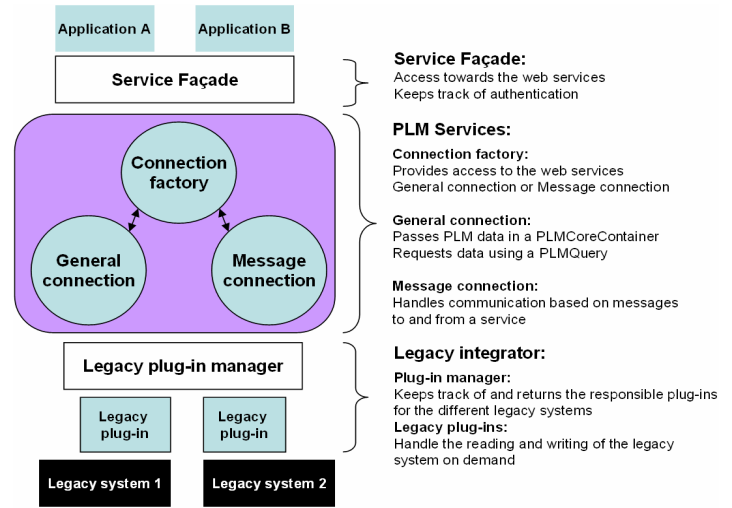 Application A
Application B
Service Façade
Connection
factory
General
connection
Message
connection
Legacy plug-in manager
Legacy
plug-in
Legacy
plug-in
Legacy system 1
Legacy system 2
Service Façade:
Access towards the web services
Keeps track of authentication
PLM Services:
Connection factory:
Provides access to the web services
General connection or Message connection
General connection:
Passes PLM data in a PLMCoreContainer
Requests data using a PLMQuery
Message connection:
Handles communication based on messages
to and from a service
Legacy integrator:
Plug-in manager:
Keeps track of and returns the responsible plug-ins
for the different legacy systems
Legacy plug-ins:
Handle the reading and writing of the legacy
system on demand